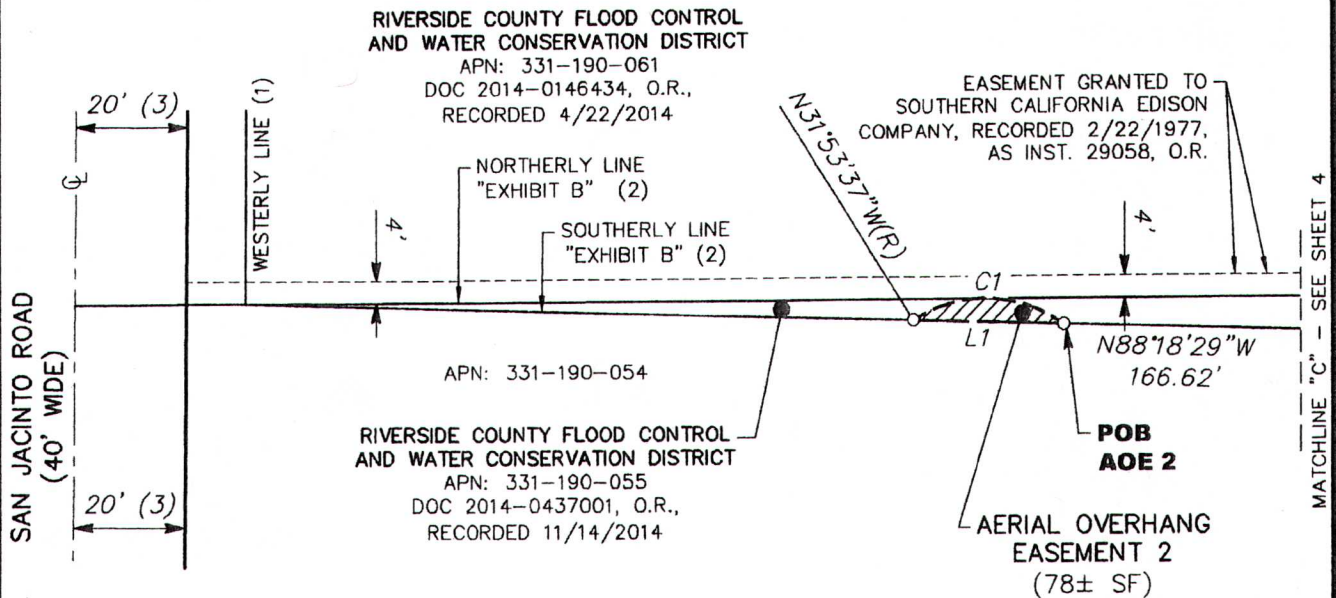 RIVERSIDE COUNTY FLOOD CONTROL
AND WATER CONSERVATION DISTRICT
APN: 331-190-061
DOC 2014-0146434, O.R.,
RECORDED 4/22/2014
EASEMENT GRANTED TO
SOUTHERN CALIFORNIA EDISON
COMPANY, RECORDED 2/22/1977,
AS INST. 29058, O.R.
20' (3)
WESTERLY LINE (1)
N31°53'37"W(R)
℄
NORTHERLY LINE
"EXHIBIT B" (2)
4'
SOUTHERLY LINE
"EXHIBIT B" (2)
4'
C1
L1
N88°18'29"W
166.62'
SAN JACINTO ROAD
(40' WIDE)
APN: 331-190-054
RIVERSIDE COUNTY FLOOD CONTROL
AND WATER CONSERVATION DISTRICT
APN: 331-190-055
DOC 2014-0437001, O.R.,
RECORDED 11/14/2014
20' (3)
POB
AOE 2
AERIAL OVERHANG
EASEMENT 2
(78± SF)
MATCHLINE "C" - SEE SHEET 4